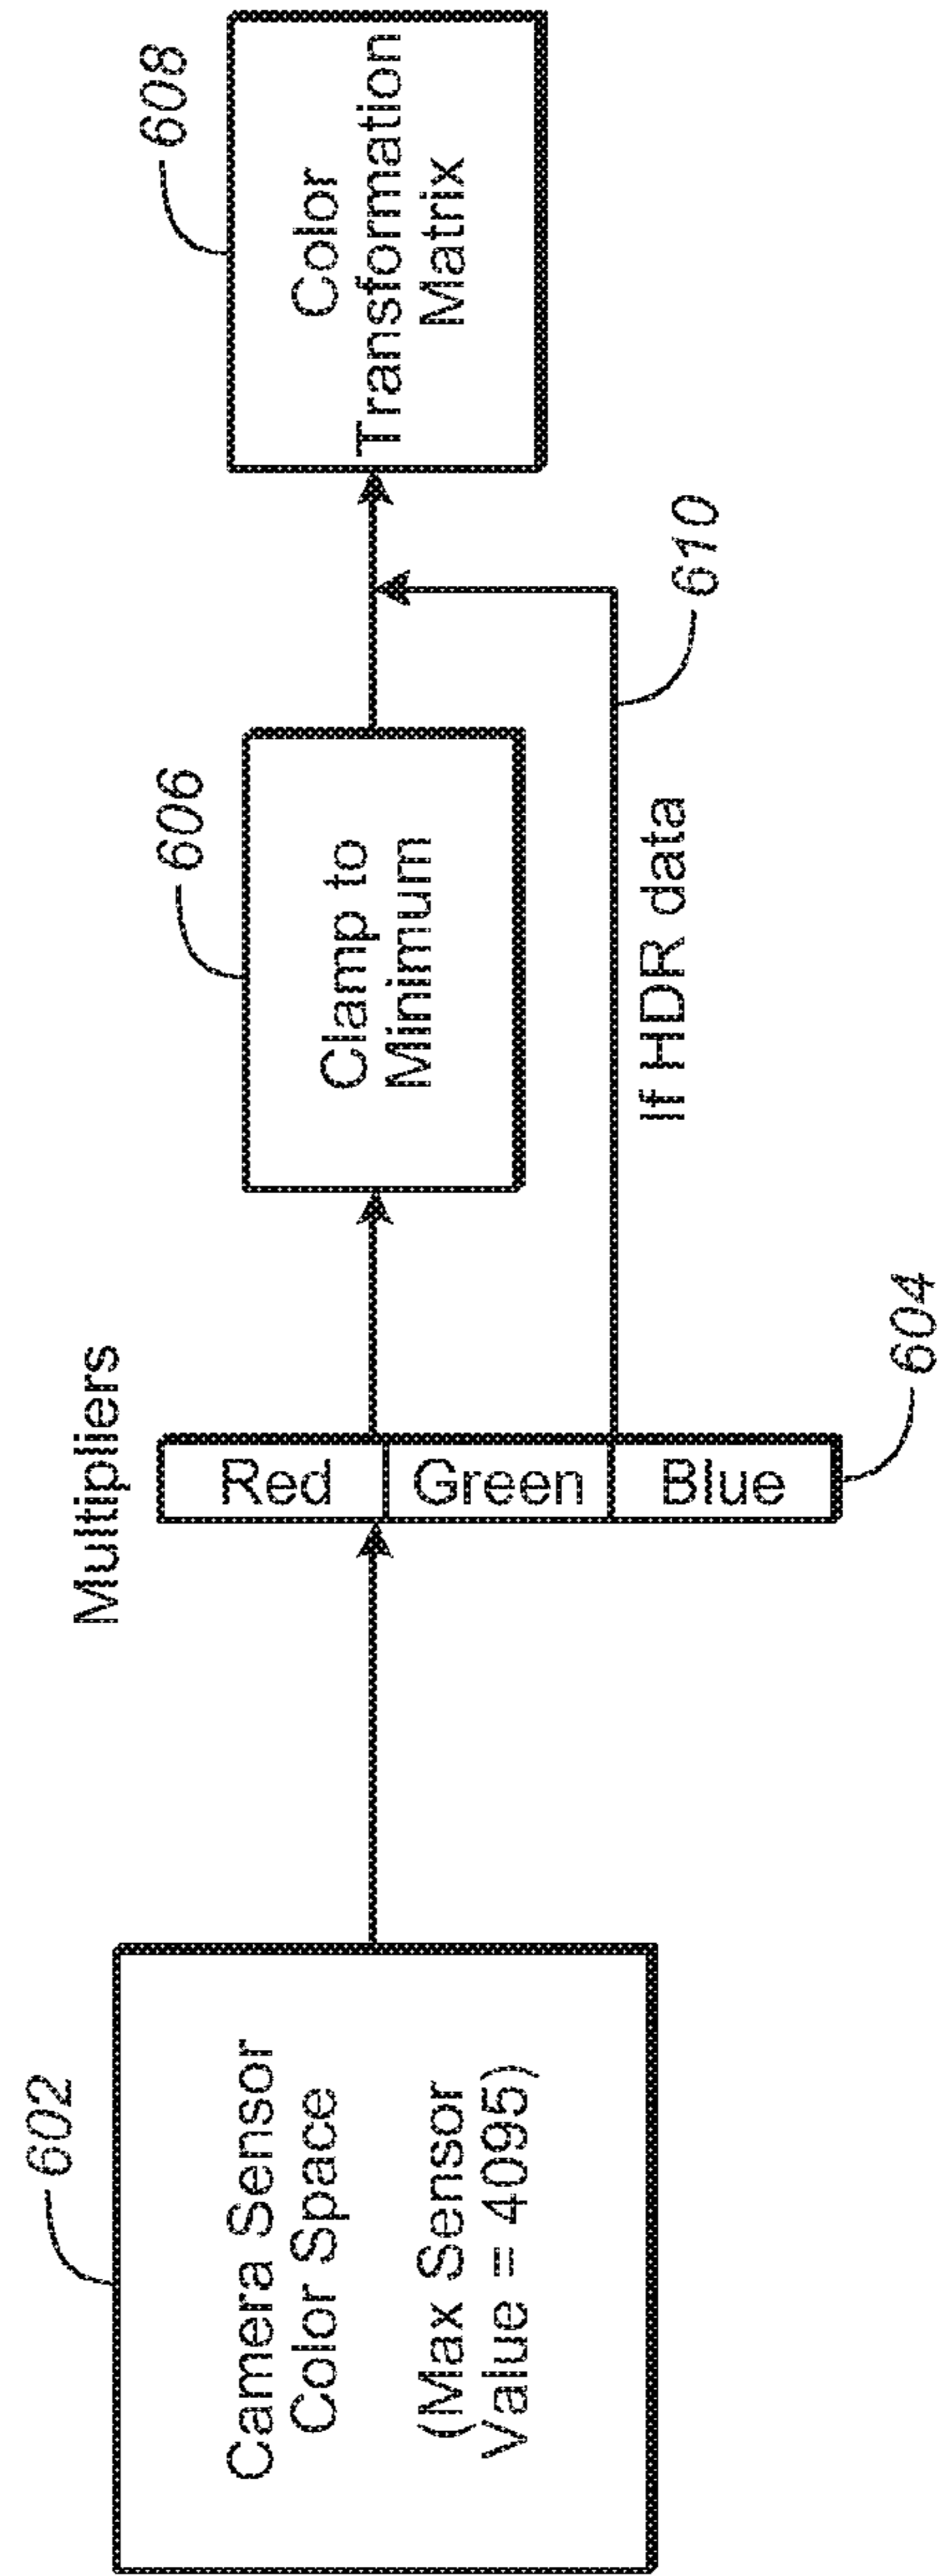 602
Camera Sensor
Color Space
(Max Sensor
Value = 4095)
Multipliers
Red
Green
Blue
604
606
Clamp to
Minimum
If HDR data
610
608
Color
Transformation
Matrix